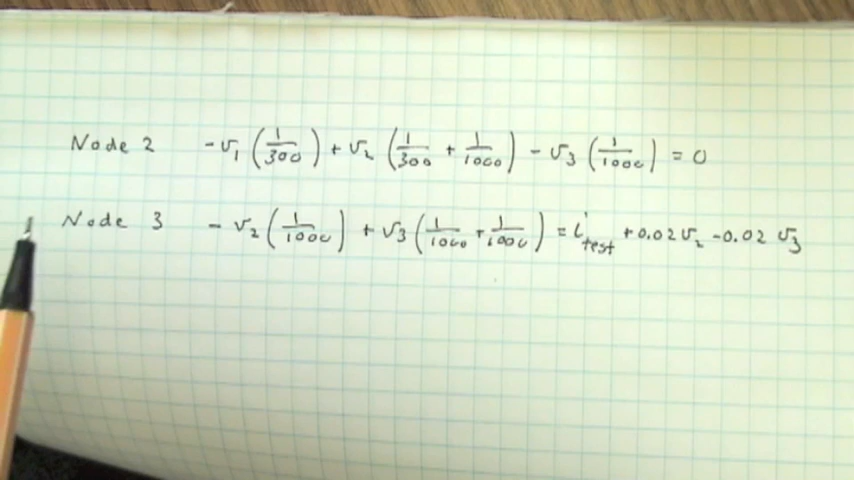 Node 2 -v₁ (1/300) + v₂ (1/300 + 1/1000) - v₃ (1/1000) = 0
Node 3 - v₂ (1/1000) + v₃ (1/1000 + 1/1000) = i_test + 0.02 v₂ - 0.02 v₃